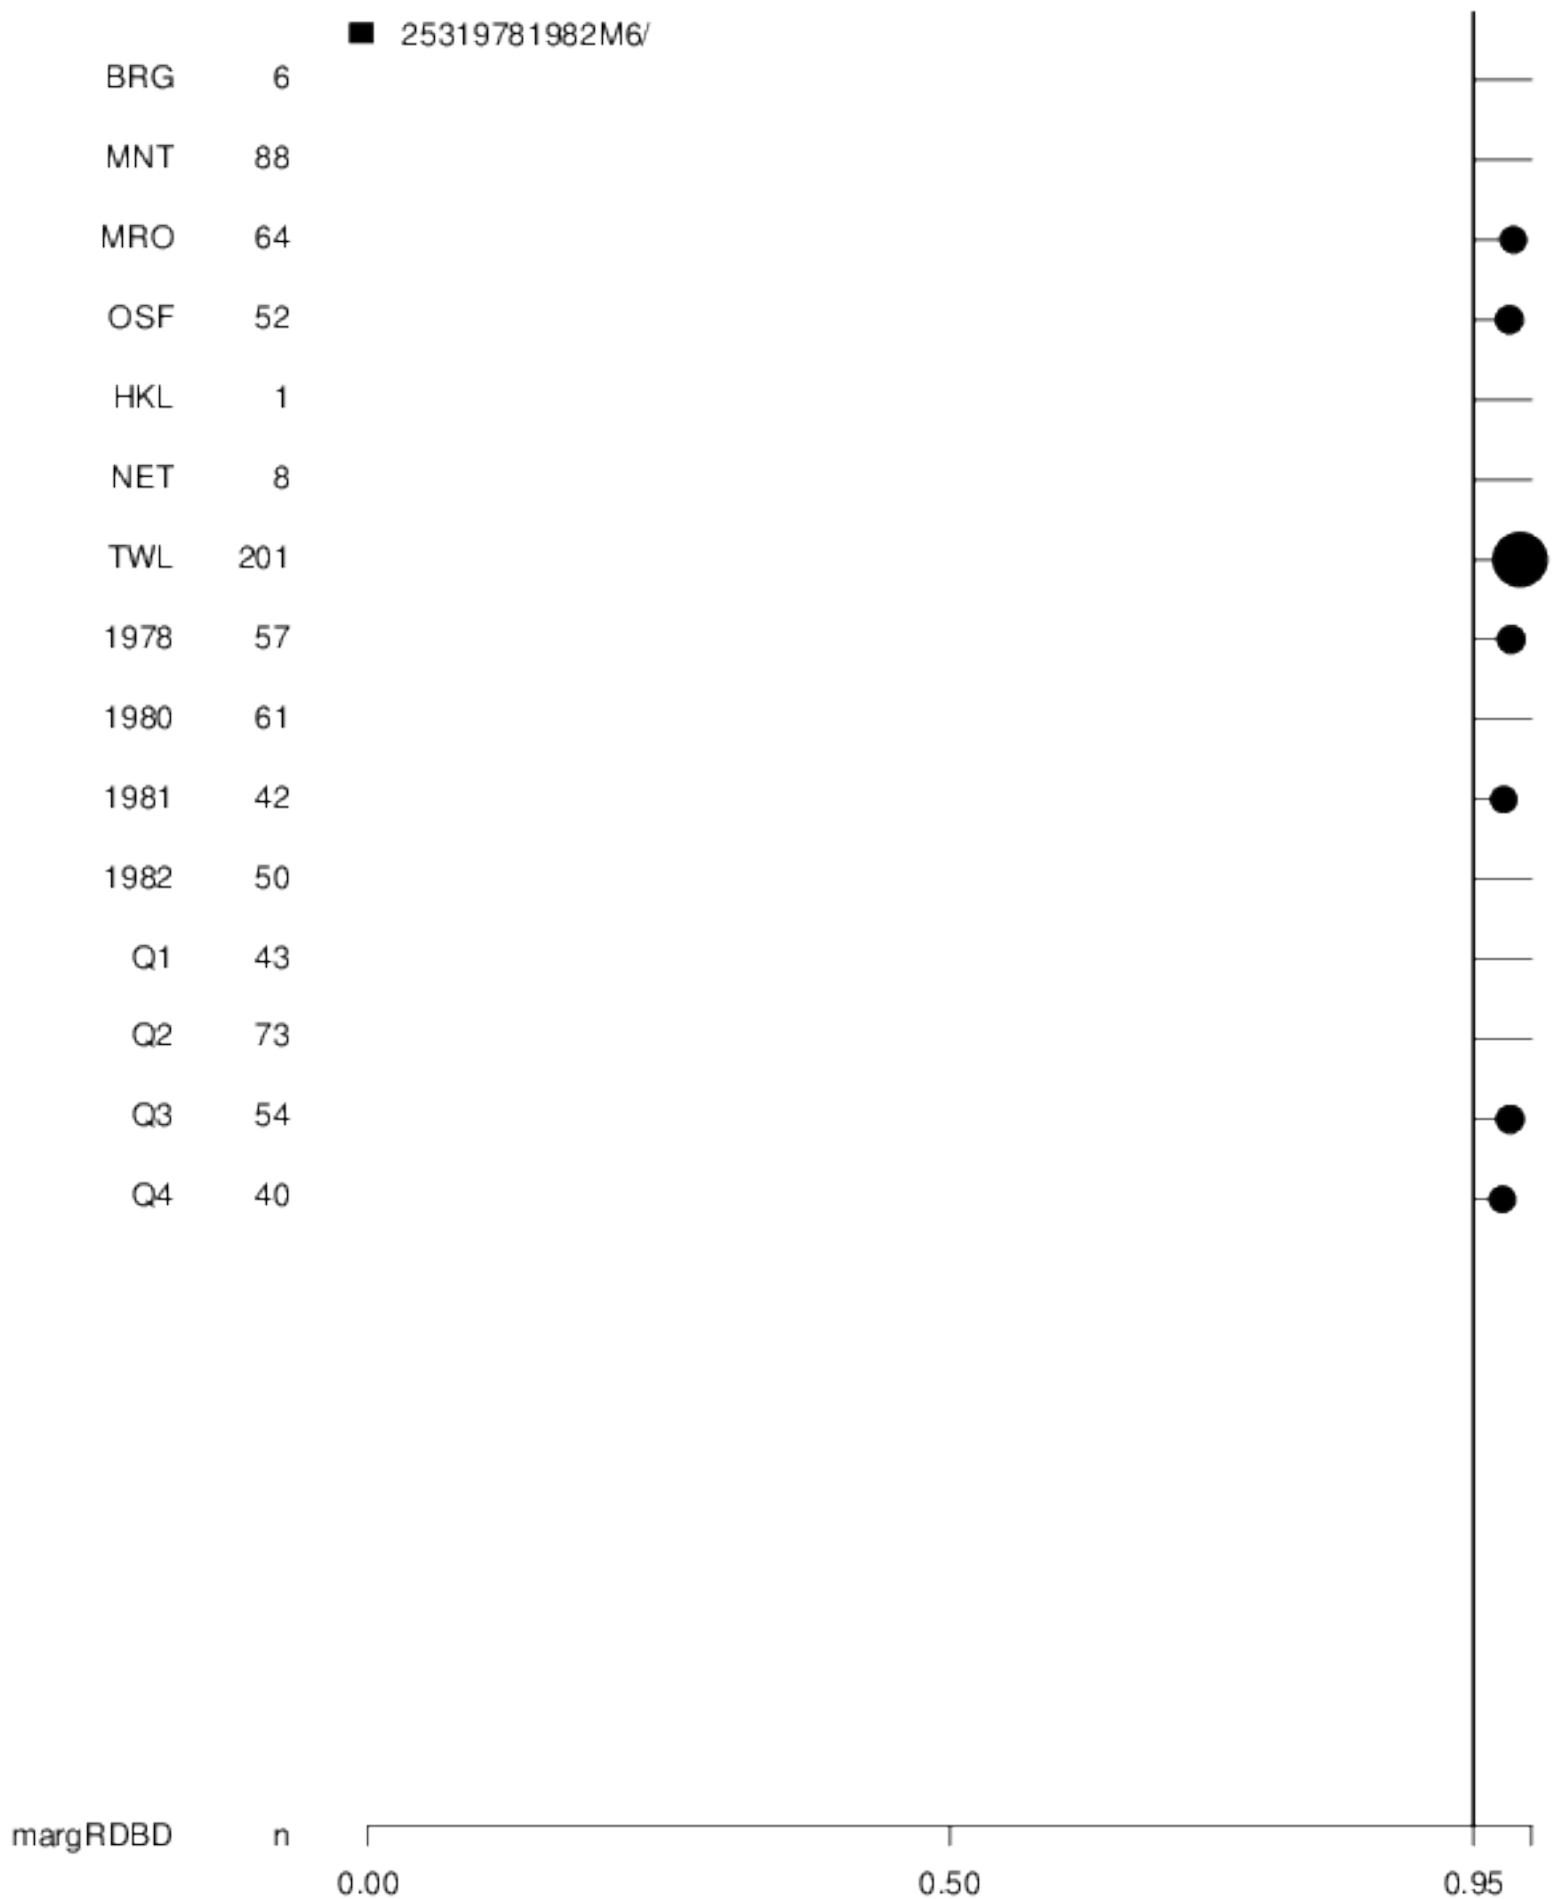 25319781982M6/
BRG 6
MNT 88
MRO 64
OSF 52
HKL 1
NET 8
TWL 201
1978 57
1980 61
1981 42
1982 50
Q1 43
Q2 73
Q3 54
Q4 40
margRDBD n
0.00 0.50 0.95